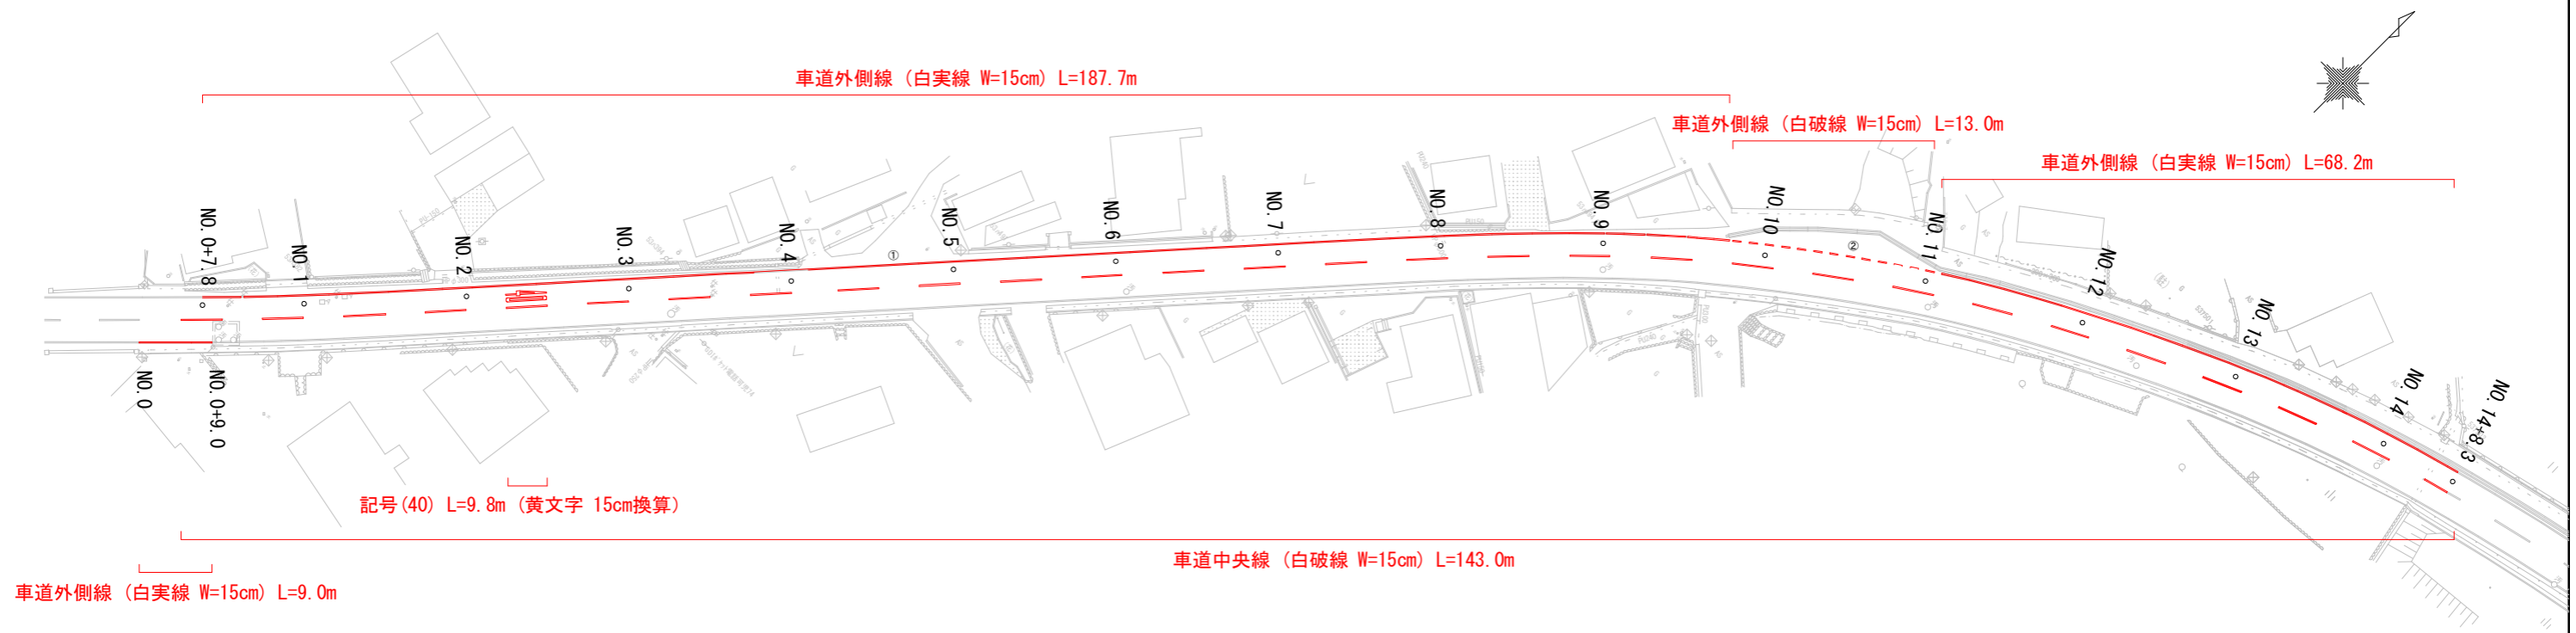 車道外側線 (白実線 W=15cm) L=187.7m
車道外側線 (白破線 W=15cm) L=13.0m
車道外側線 (白実線 W=15cm) L=68.2m
NO.0+7.8
NO.1
NO.2
NO.3
NO.4
①
NO.5
NO.6
NO.7
NO.8
NO.9
NO.10
②
NO.11
NO.12
NO.13
NO.14
NO.14+8.3
NO.0
NO.0+9.0
記号(40) L=9.8m (黄文字 15cm換算)
車道中央線 (白破線 W=15cm) L=143.0m
車道外側線 (白実線 W=15cm) L=9.0m